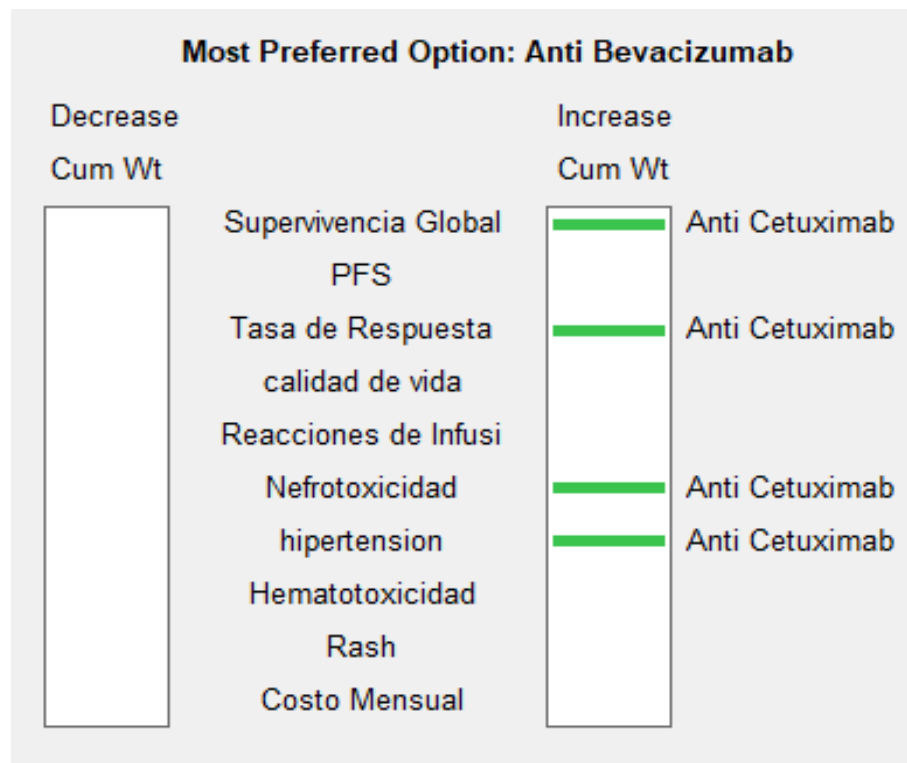 Most Preferred Option: Anti Bevacizumab
Decrease Increase
Cum Wt Cum Wt
Supervivencia Global Anti Cetuximab
PFS
Tasa de Respuesta Anti Cetuximab
calidad de vida
Reacciones de Infusi
Nefrotoxicidad Anti Cetuximab
hipertension Anti Cetuximab
Hematotoxicidad
Rash
Costo Mensual